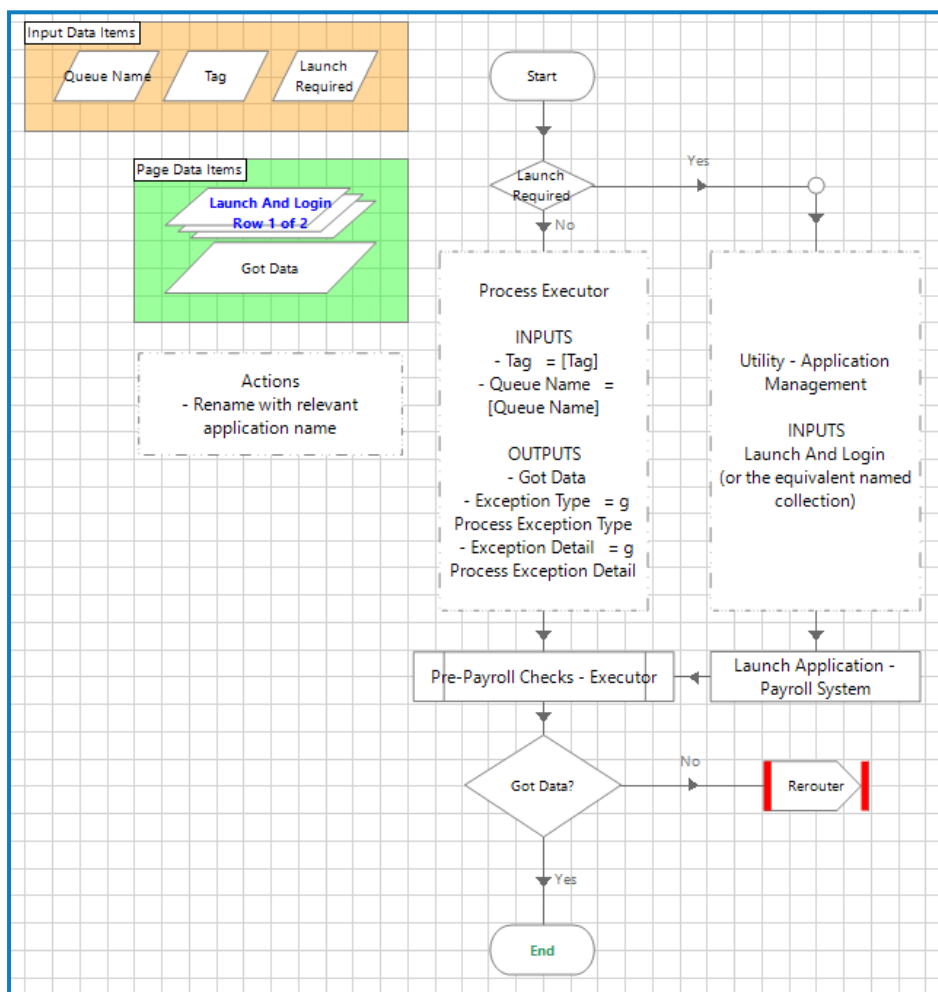 Input Data Items
Queue Name
Tag
Launch
Required
Start
Page Data Items
Launch And Login
Row 1 of 2
Got Data
Launch
Required
Yes
No
Actions
- Rename with relevant
application name
Process Executor
INPUTS
- Tag = [Tag]
- Queue Name =
[Queue Name]
OUTPUTS
- Got Data
- Exception Type = g
Process Exception Type
- Exception Detail = g
Process Exception Detail
Utility - Application
Management
INPUTS
Launch And Login
(or the equivalent named
collection)
Pre-Payroll Checks - Executor
Launch Application -
Payroll System
Got Data?
No
Rerouter
Yes
End